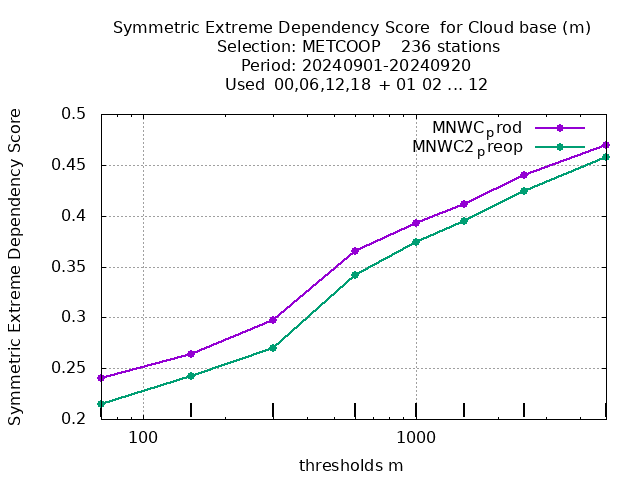 Symmetric Extreme Dependency Score for Cloud base (m)
Selection: METCOOP 236 stations
Period: 20240901-20240920
Used 00,06,12,18 + 01 02 ... 12
Symmetric Extreme Dependency Score
0.5
0.45
0.4
0.35
0.3
0.25
0.2
MNWCprod
MNWC2preop
100
1000
thresholds m